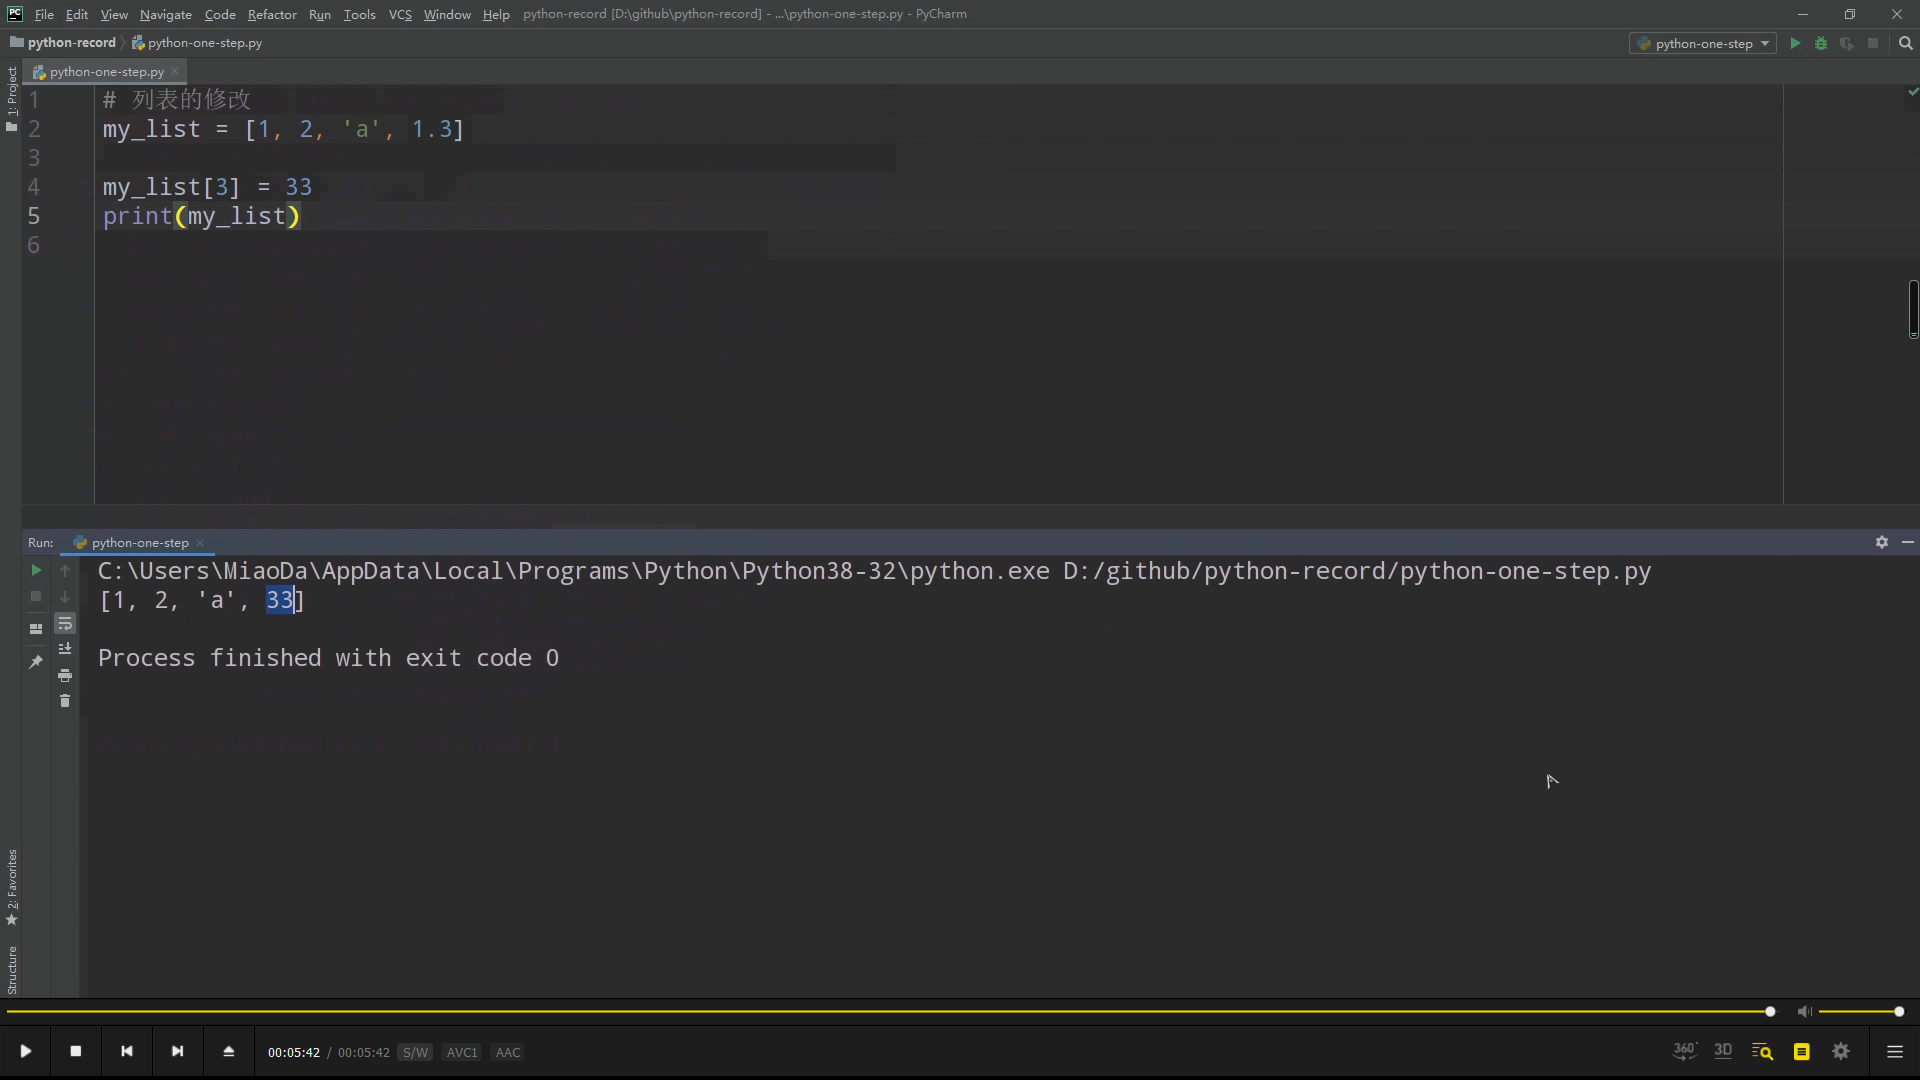 PC File Edit View Navigate Code Refactor Run Tools VCS Window Help python-record [D:\github\python-record] - ...\python-one-step.py - PyCharm
python-record python-one-step.py python-one-step
1: Project
python-one-step.py
1 # 列表的修改
2 my_list = [1, 2, 'a', 1.3]
3
4 my_list[3] = 33
5 print(my_list)
6
Run: python-one-step
C:\Users\MiaoDa\AppData\Local\Programs\Python\Python38-32\python.exe D:/github/python-record/python-one-step.py
[1, 2, 'a', 33]
Process finished with exit code 0
2: Favorites
Structure
00:05:42 / 00:05:42 S/W AVC1 AAC 360° 3D